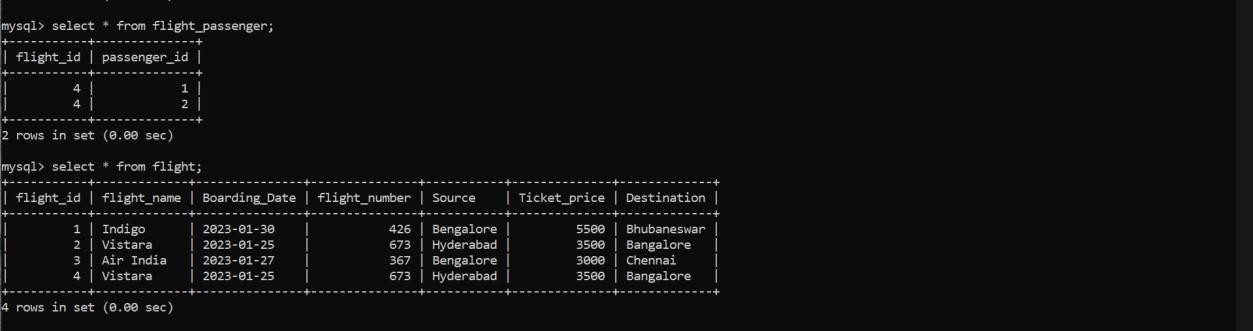 mysql> select * from flight_passenger;
+-----------+--------------+
| flight_id | passenger_id |
+-----------+--------------+
|         4 |            1 |
|         4 |            2 |
+-----------+--------------+
2 rows in set (0.00 sec)
mysql> select * from flight;
+-----------+-------------+---------------+---------------+-----------+--------------+-------------+
| flight_id | flight_name | Boarding_Date | flight_number | Source    | Ticket_price | Destination |
+-----------+-------------+---------------+---------------+-----------+--------------+-------------+
|         1 | Indigo      | 2023-01-30    |           426 | Bengalore |         5500 | Bhubaneswar |
|         2 | Vistara     | 2023-01-25    |           673 | Hyderabad |         3500 | Bangalore   |
|         3 | Air India   | 2023-01-27    |           367 | Bengalore |         3000 | Chennai     |
|         4 | Vistara     | 2023-01-25    |           673 | Hyderabad |         3500 | Bangalore   |
+-----------+-------------+---------------+---------------+-----------+--------------+-------------+
4 rows in set (0.00 sec)